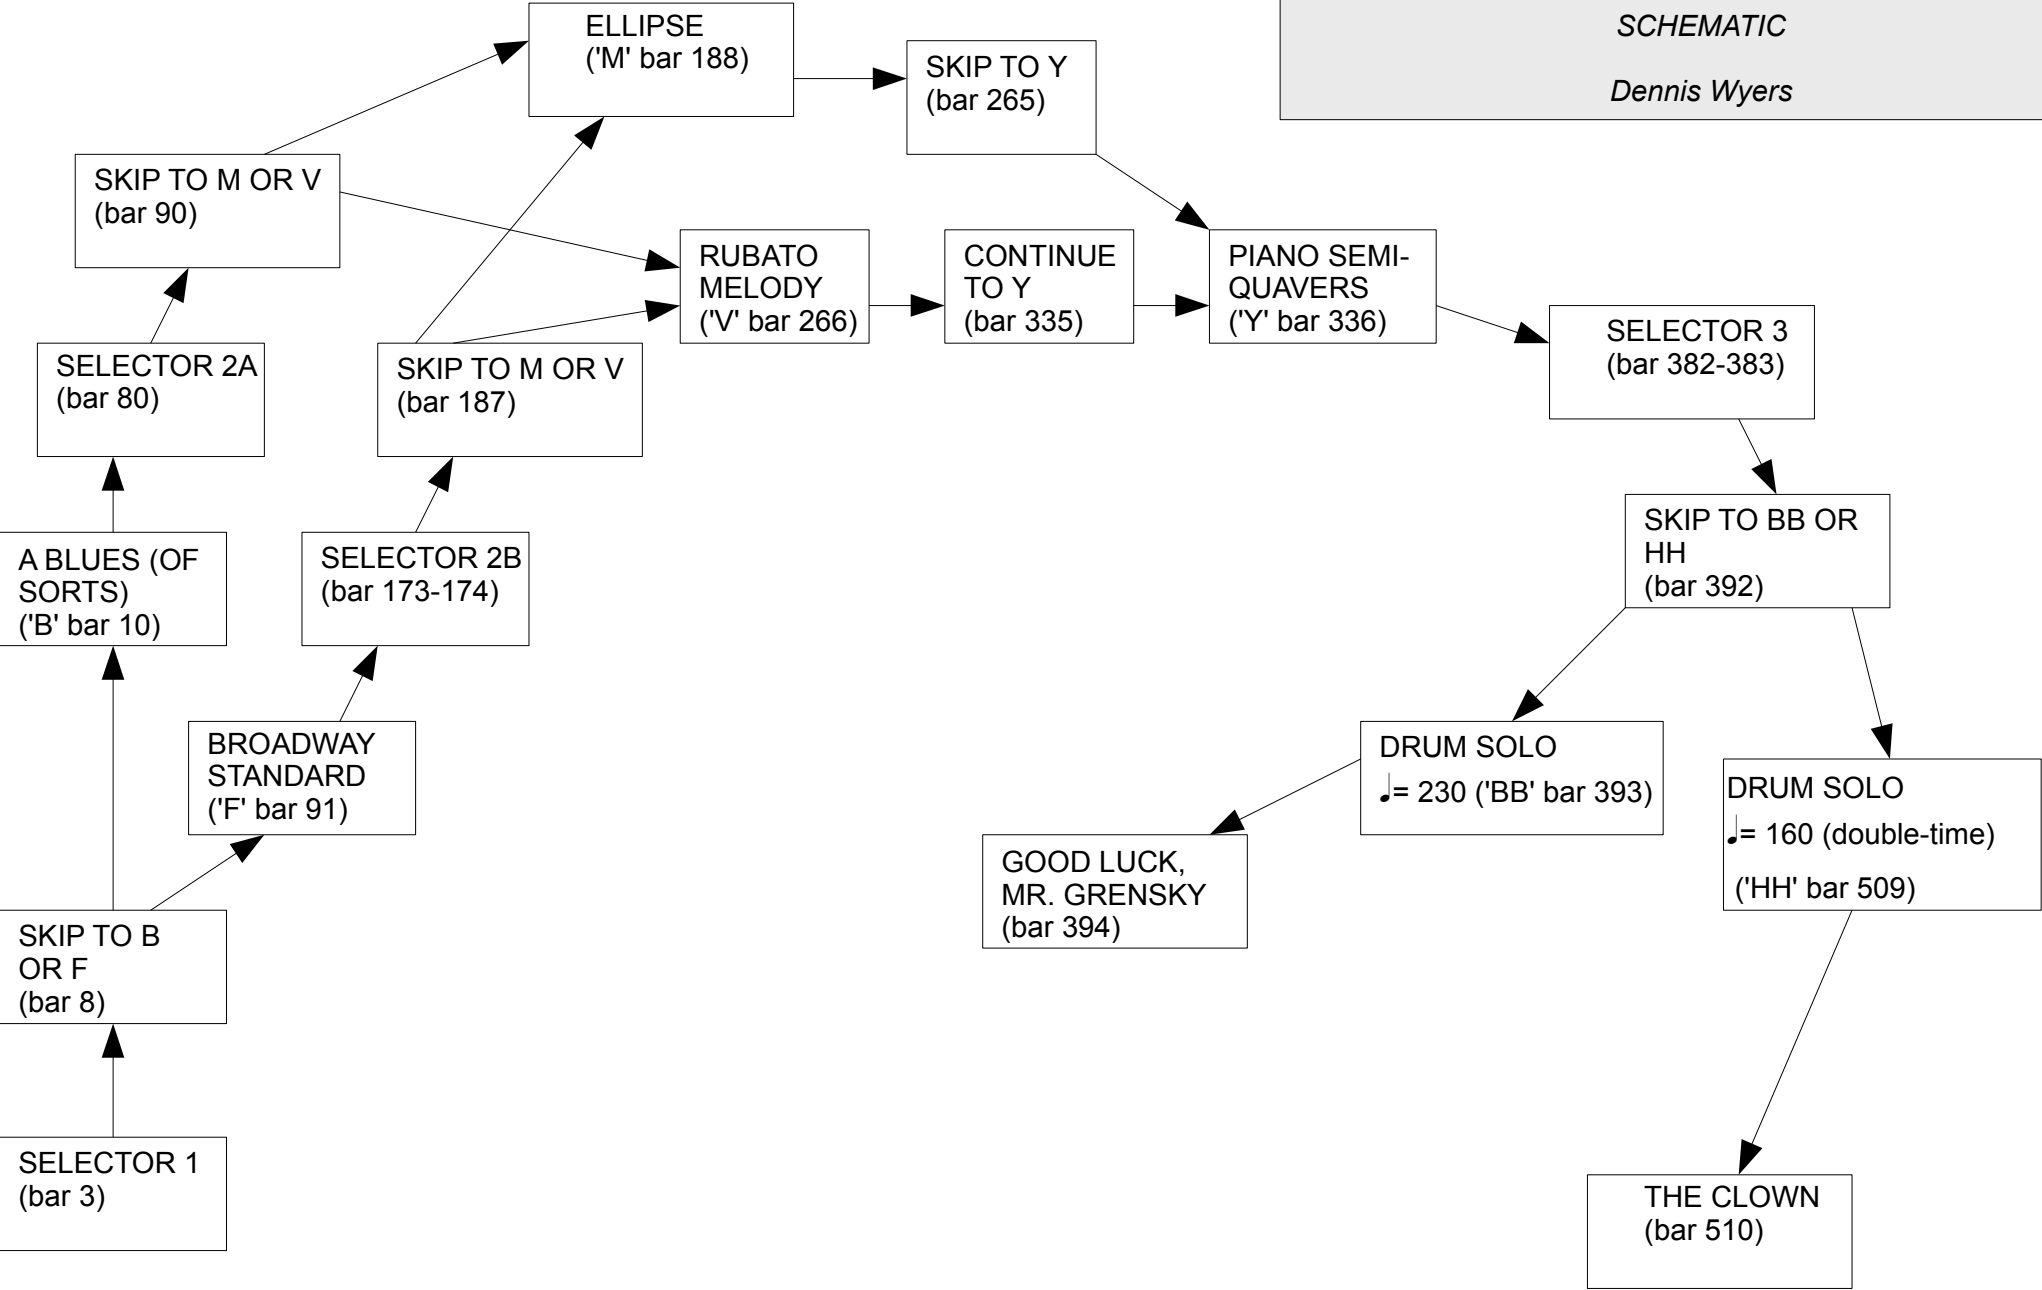 SCHEMATIC
Dennis Wyers
ELLIPSE
('M' bar 188)
SKIP TO Y
(bar 265)
SKIP TO M OR V
(bar 90)
RUBATO
MELODY
('V' bar 266)
CONTINUE
TO Y
(bar 335)
PIANO SEMI-
QUAVERS
('Y' bar 336)
SELECTOR 3
(bar 382-383)
SELECTOR 2A
(bar 80)
SKIP TO M OR V
(bar 187)
SKIP TO BB OR
HH
(bar 392)
A BLUES (OF
SORTS)
('B' bar 10)
SELECTOR 2B
(bar 173-174)
BROADWAY
STANDARD
('F' bar 91)
DRUM SOLO
♩= 230 ('BB' bar 393)
DRUM SOLO
♩= 160 (double-time)
('HH' bar 509)
GOOD LUCK,
MR. GRENSKY
(bar 394)
SKIP TO B
OR F
(bar 8)
SELECTOR 1
(bar 3)
THE CLOWN
(bar 510)